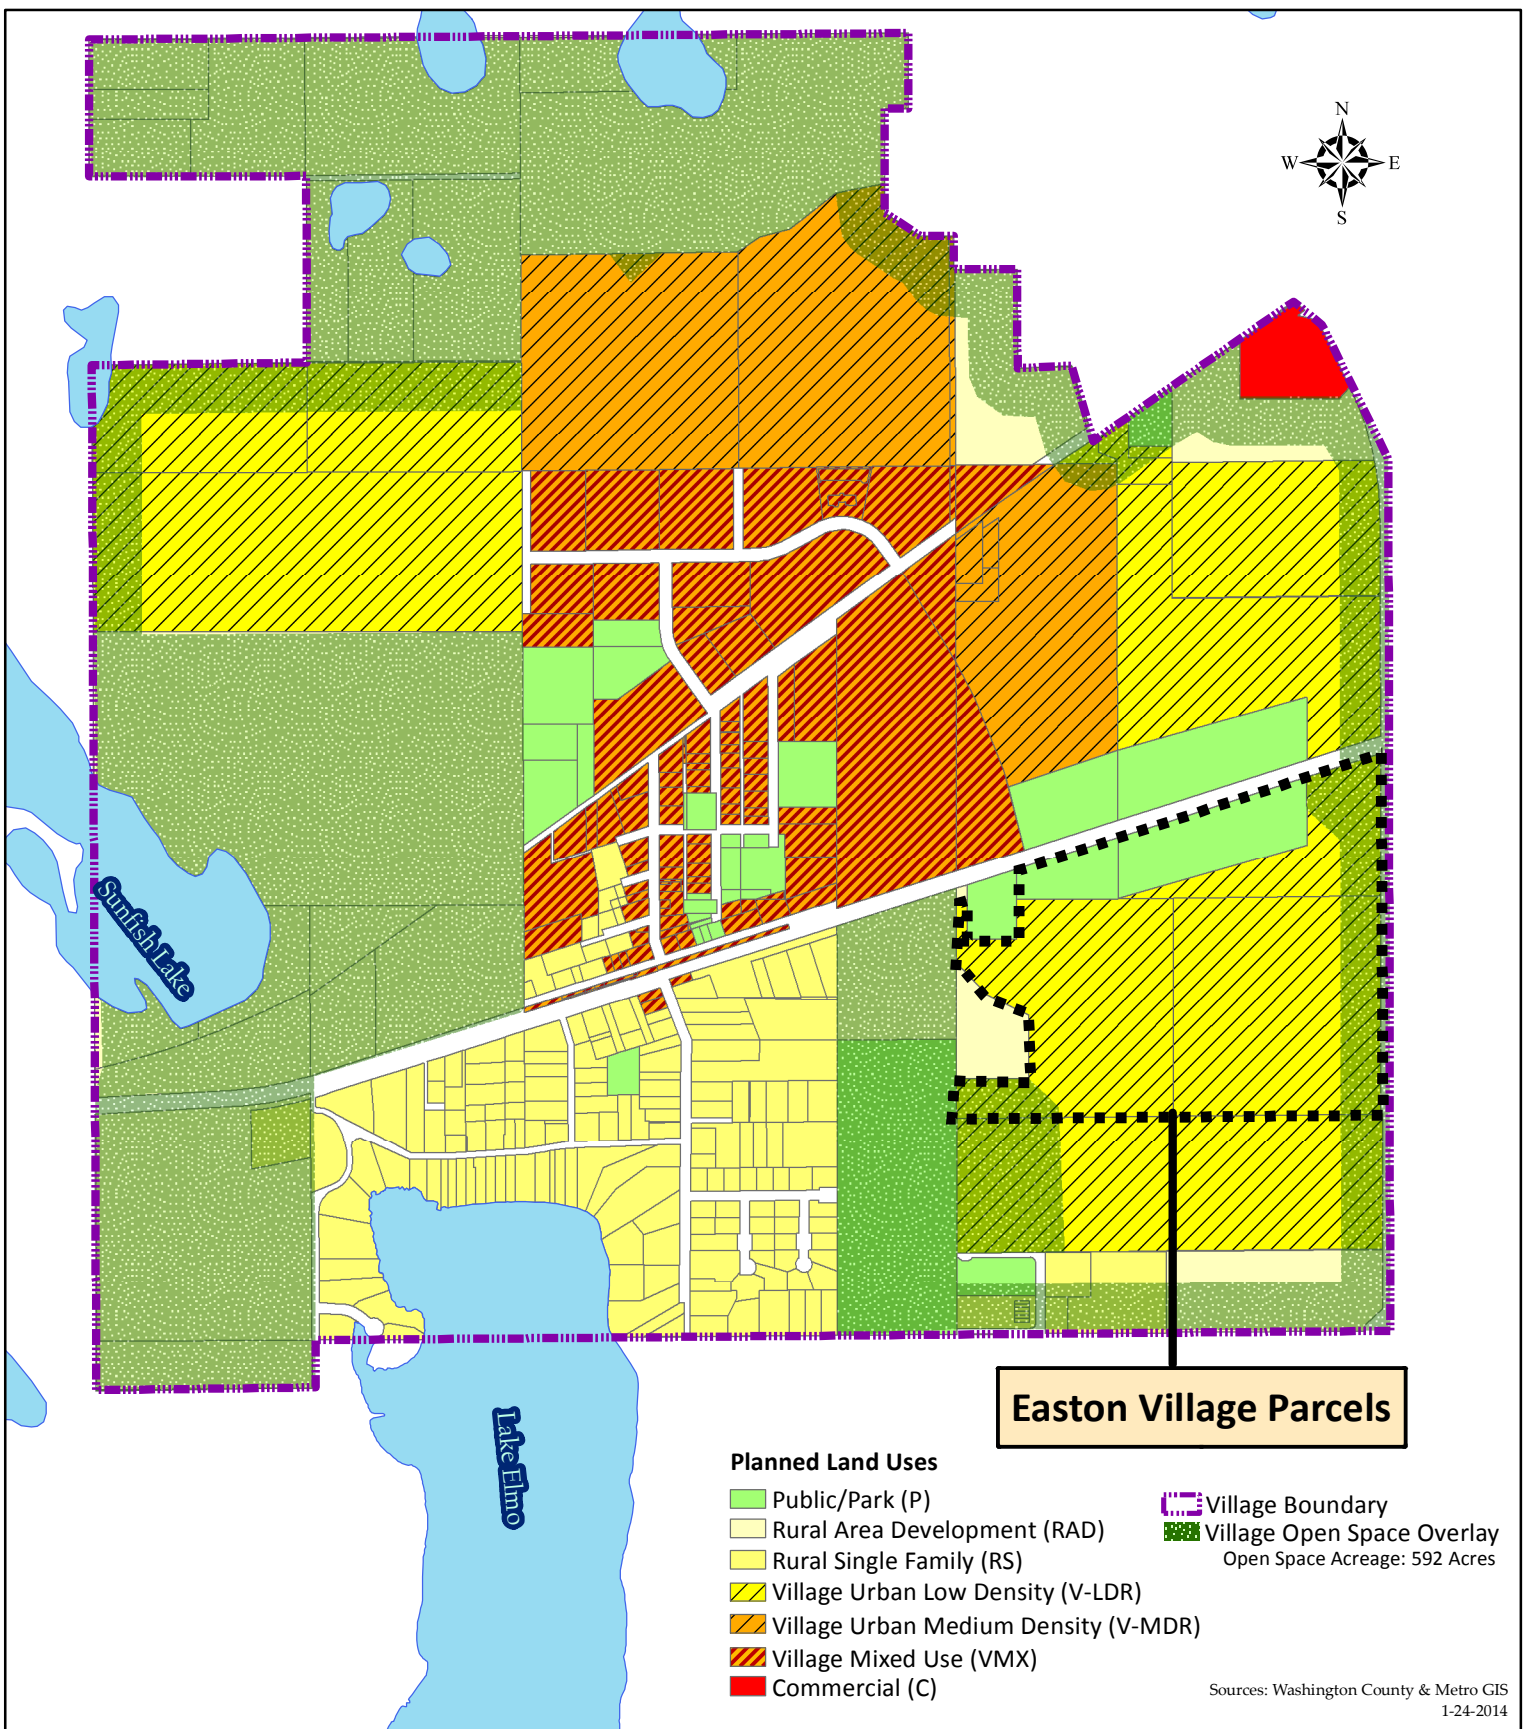 N
W E
S
Sunfish Lake
Lake Elmo
Easton Village Parcels
Planned Land Uses
Public/Park (P)
Rural Area Development (RAD)
Rural Single Family (RS)
Village Urban Low Density (V-LDR)
Village Urban Medium Density (V-MDR)
Village Mixed Use (VMX)
Commercial (C)
Village Boundary
Village Open Space Overlay
Open Space Acreage: 592 Acres
Sources: Washington County & Metro GIS
1-24-2014